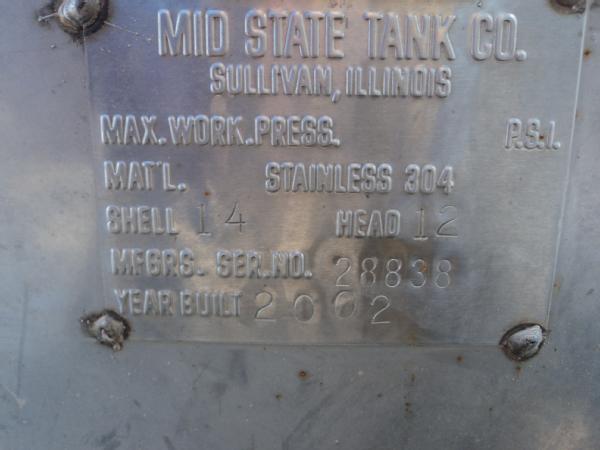 MID STATE TANK CO.
SULLIVAN, ILLINOIS
MAX. WORK. PRESS. P.S.I.
MAT'L. STAINLESS 304
SHELL 14 HEAD 12
MFGRS. SER. NO. 28838
YEAR BUILT 2002